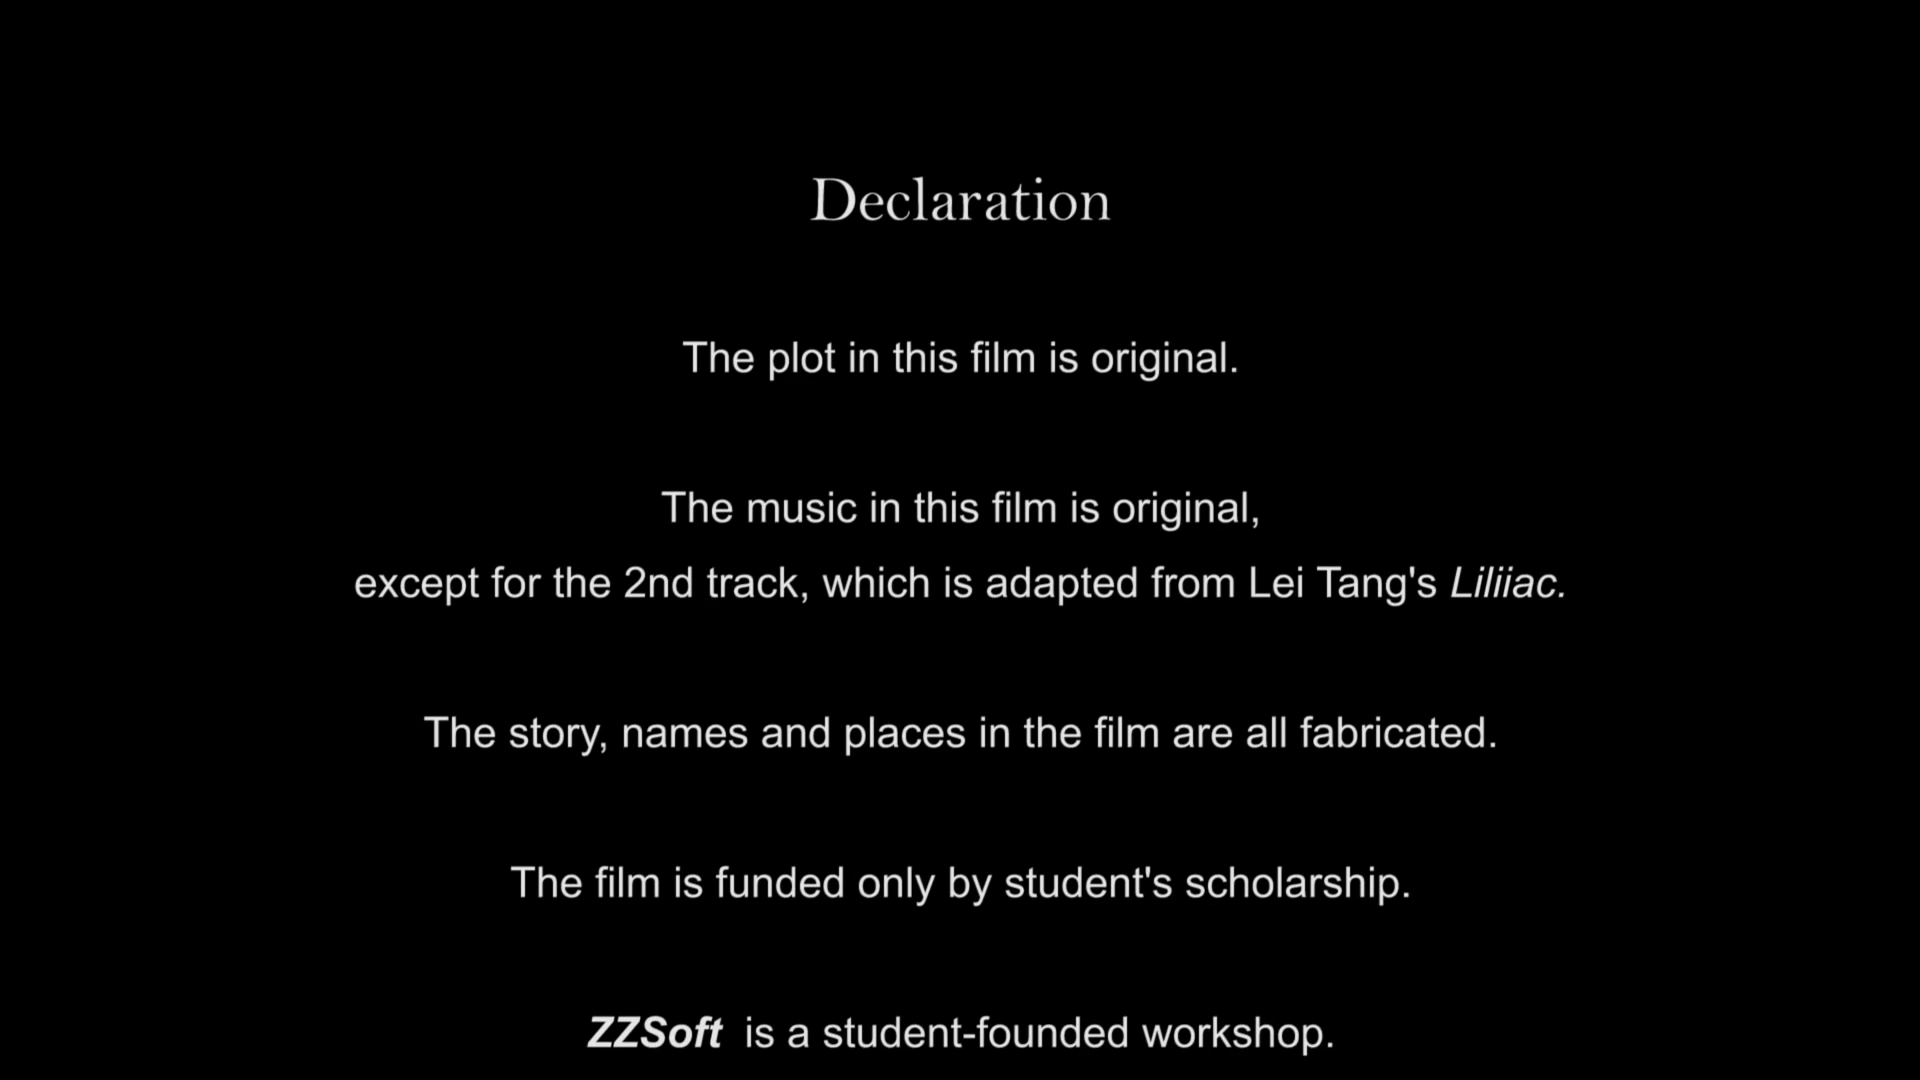 Declaration
The plot in this film is original.
The music in this film is original,
except for the 2nd track, which is adapted from Lei Tang's Liliiac.
The story, names and places in the film are all fabricated.
The film is funded only by student's scholarship.
ZZSoft is a student-founded workshop.